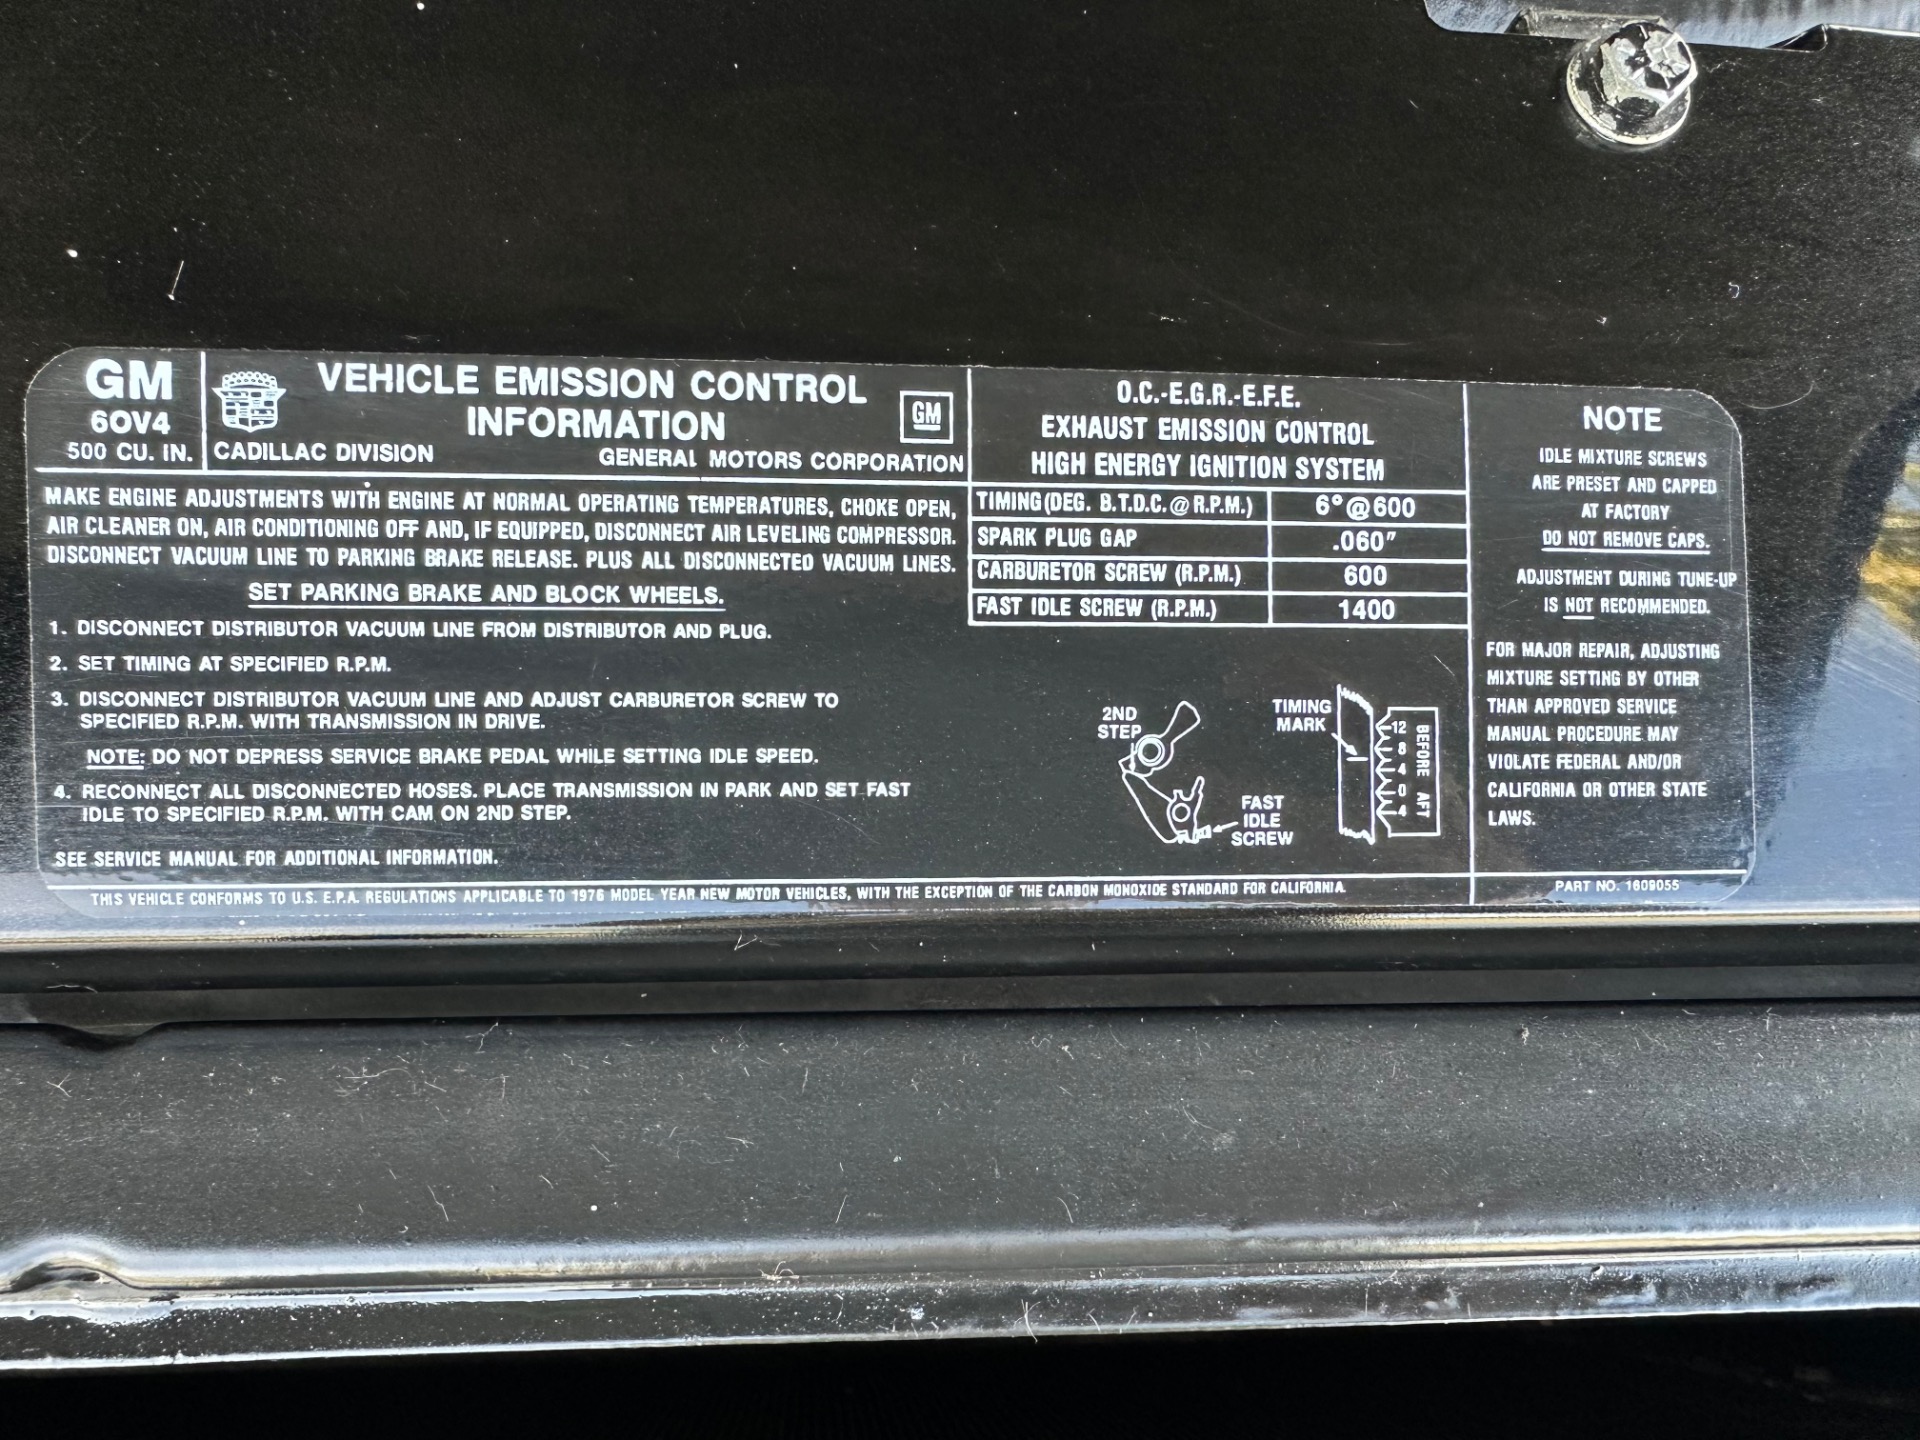 GM
60V4
500 CU. IN.
VEHICLE EMISSION CONTROL
INFORMATION
CADILLAC DIVISION
GENERAL MOTORS CORPORATION
GM
MAKE ENGINE ADJUSTMENTS WITH ENGINE AT NORMAL OPERATING TEMPERATURES, CHOKE OPEN,
AIR CLEANER ON, AIR CONDITIONING OFF AND, IF EQUIPPED, DISCONNECT AIR LEVELING COMPRESSOR.
DISCONNECT VACUUM LINE TO PARKING BRAKE RELEASE. PLUS ALL DISCONNECTED VACUUM LINES.
SET PARKING BRAKE AND BLOCK WHEELS.
1. DISCONNECT DISTRIBUTOR VACUUM LINE FROM DISTRIBUTOR AND PLUG.
2. SET TIMING AT SPECIFIED R.P.M.
3. DISCONNECT DISTRIBUTOR VACUUM LINE AND ADJUST CARBURETOR SCREW TO
SPECIFIED R.P.M. WITH TRANSMISSION IN DRIVE.
NOTE: DO NOT DEPRESS SERVICE BRAKE PEDAL WHILE SETTING IDLE SPEED.
4. RECONNECT ALL DISCONNECTED HOSES. PLACE TRANSMISSION IN PARK AND SET FAST
IDLE TO SPECIFIED R.P.M. WITH CAM ON 2ND STEP.
SEE SERVICE MANUAL FOR ADDITIONAL INFORMATION.
O.C.-E.G.R.-E.F.E.
EXHAUST EMISSION CONTROL
HIGH ENERGY IGNITION SYSTEM
TIMING (DEG. B.T.D.C. @ R.P.M.) 6° @ 600
SPARK PLUG GAP .060"
CARBURETOR SCREW (R.P.M.) 600
FAST IDLE SCREW (R.P.M.) 1400
2ND
STEP
FAST
IDLE
SCREW
TIMING
MARK
12
8
4
0
4
BEFORE AFT
NOTE
IDLE MIXTURE SCREWS
ARE PRESET AND CAPPED
AT FACTORY
DO NOT REMOVE CAPS.
ADJUSTMENT DURING TUNE-UP
IS NOT RECOMMENDED.
FOR MAJOR REPAIR, ADJUSTING
MIXTURE SETTING BY OTHER
THAN APPROVED SERVICE
MANUAL PROCEDURE MAY
VIOLATE FEDERAL AND/OR
CALIFORNIA OR OTHER STATE
LAWS.
THIS VEHICLE CONFORMS TO U.S. E.P.A. REGULATIONS APPLICABLE TO 1976 MODEL YEAR NEW MOTOR VEHICLES, WITH THE EXCEPTION OF THE CARBON MONOXIDE STANDARD FOR CALIFORNIA.
PART NO. 1609055